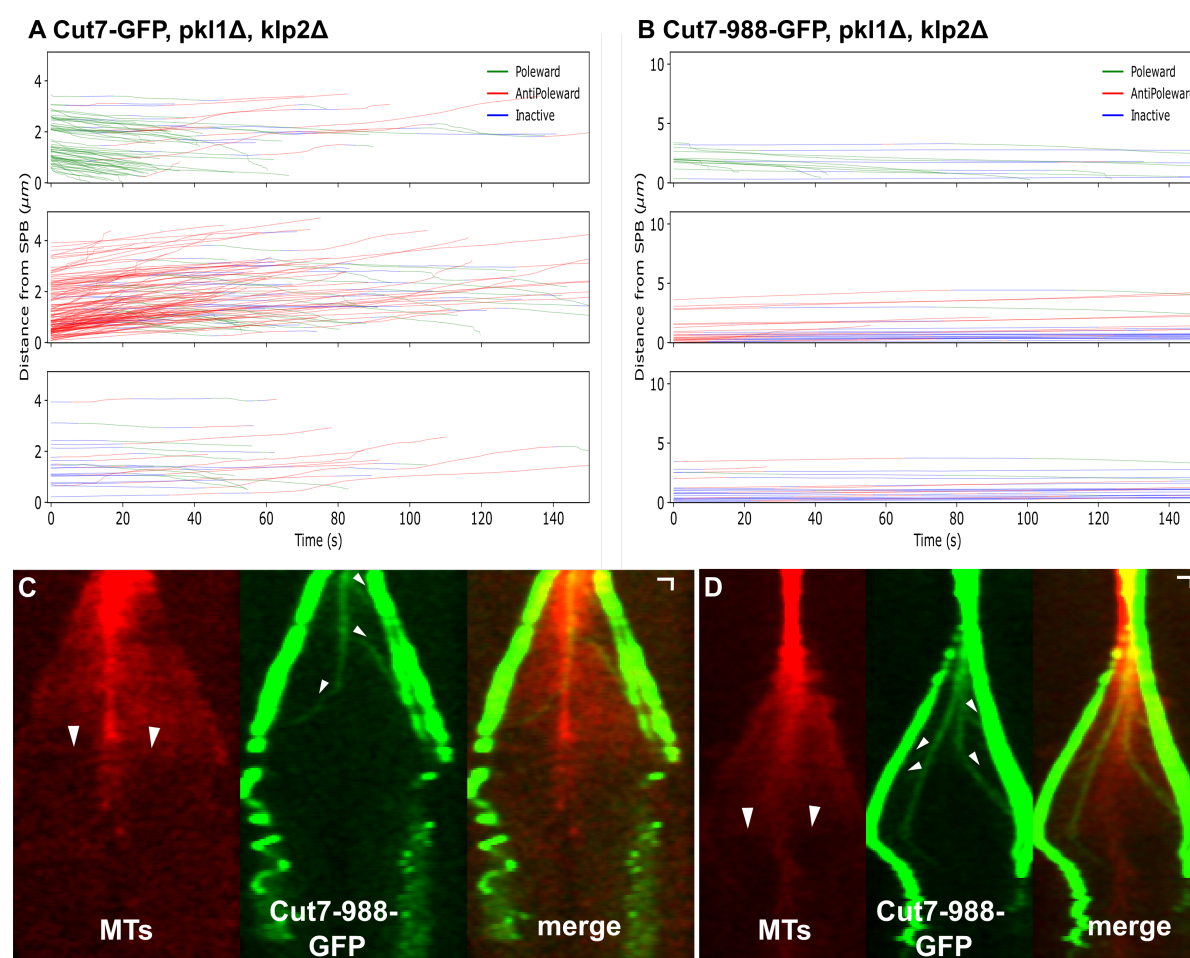 A Cut7-GFP, pkl1Δ, klp2Δ
B Cut7-988-GFP, pkl1Δ, klp2Δ
Distance from SPB (μm)
4
2
0
Poleward
AntiPoleward
Inactive
4
2
0
4
2
0
0 20 40 60 80 100 120 140
Time (s)
Distance from SPB (μm)
10
5
0
Poleward
AntiPoleward
Inactive
10
5
0
10
5
0
0 20 40 60 80 100 120 140
Time (s)
C
MTs
Cut7-988-
GFP
merge
D
MTs
Cut7-988-
GFP
merge